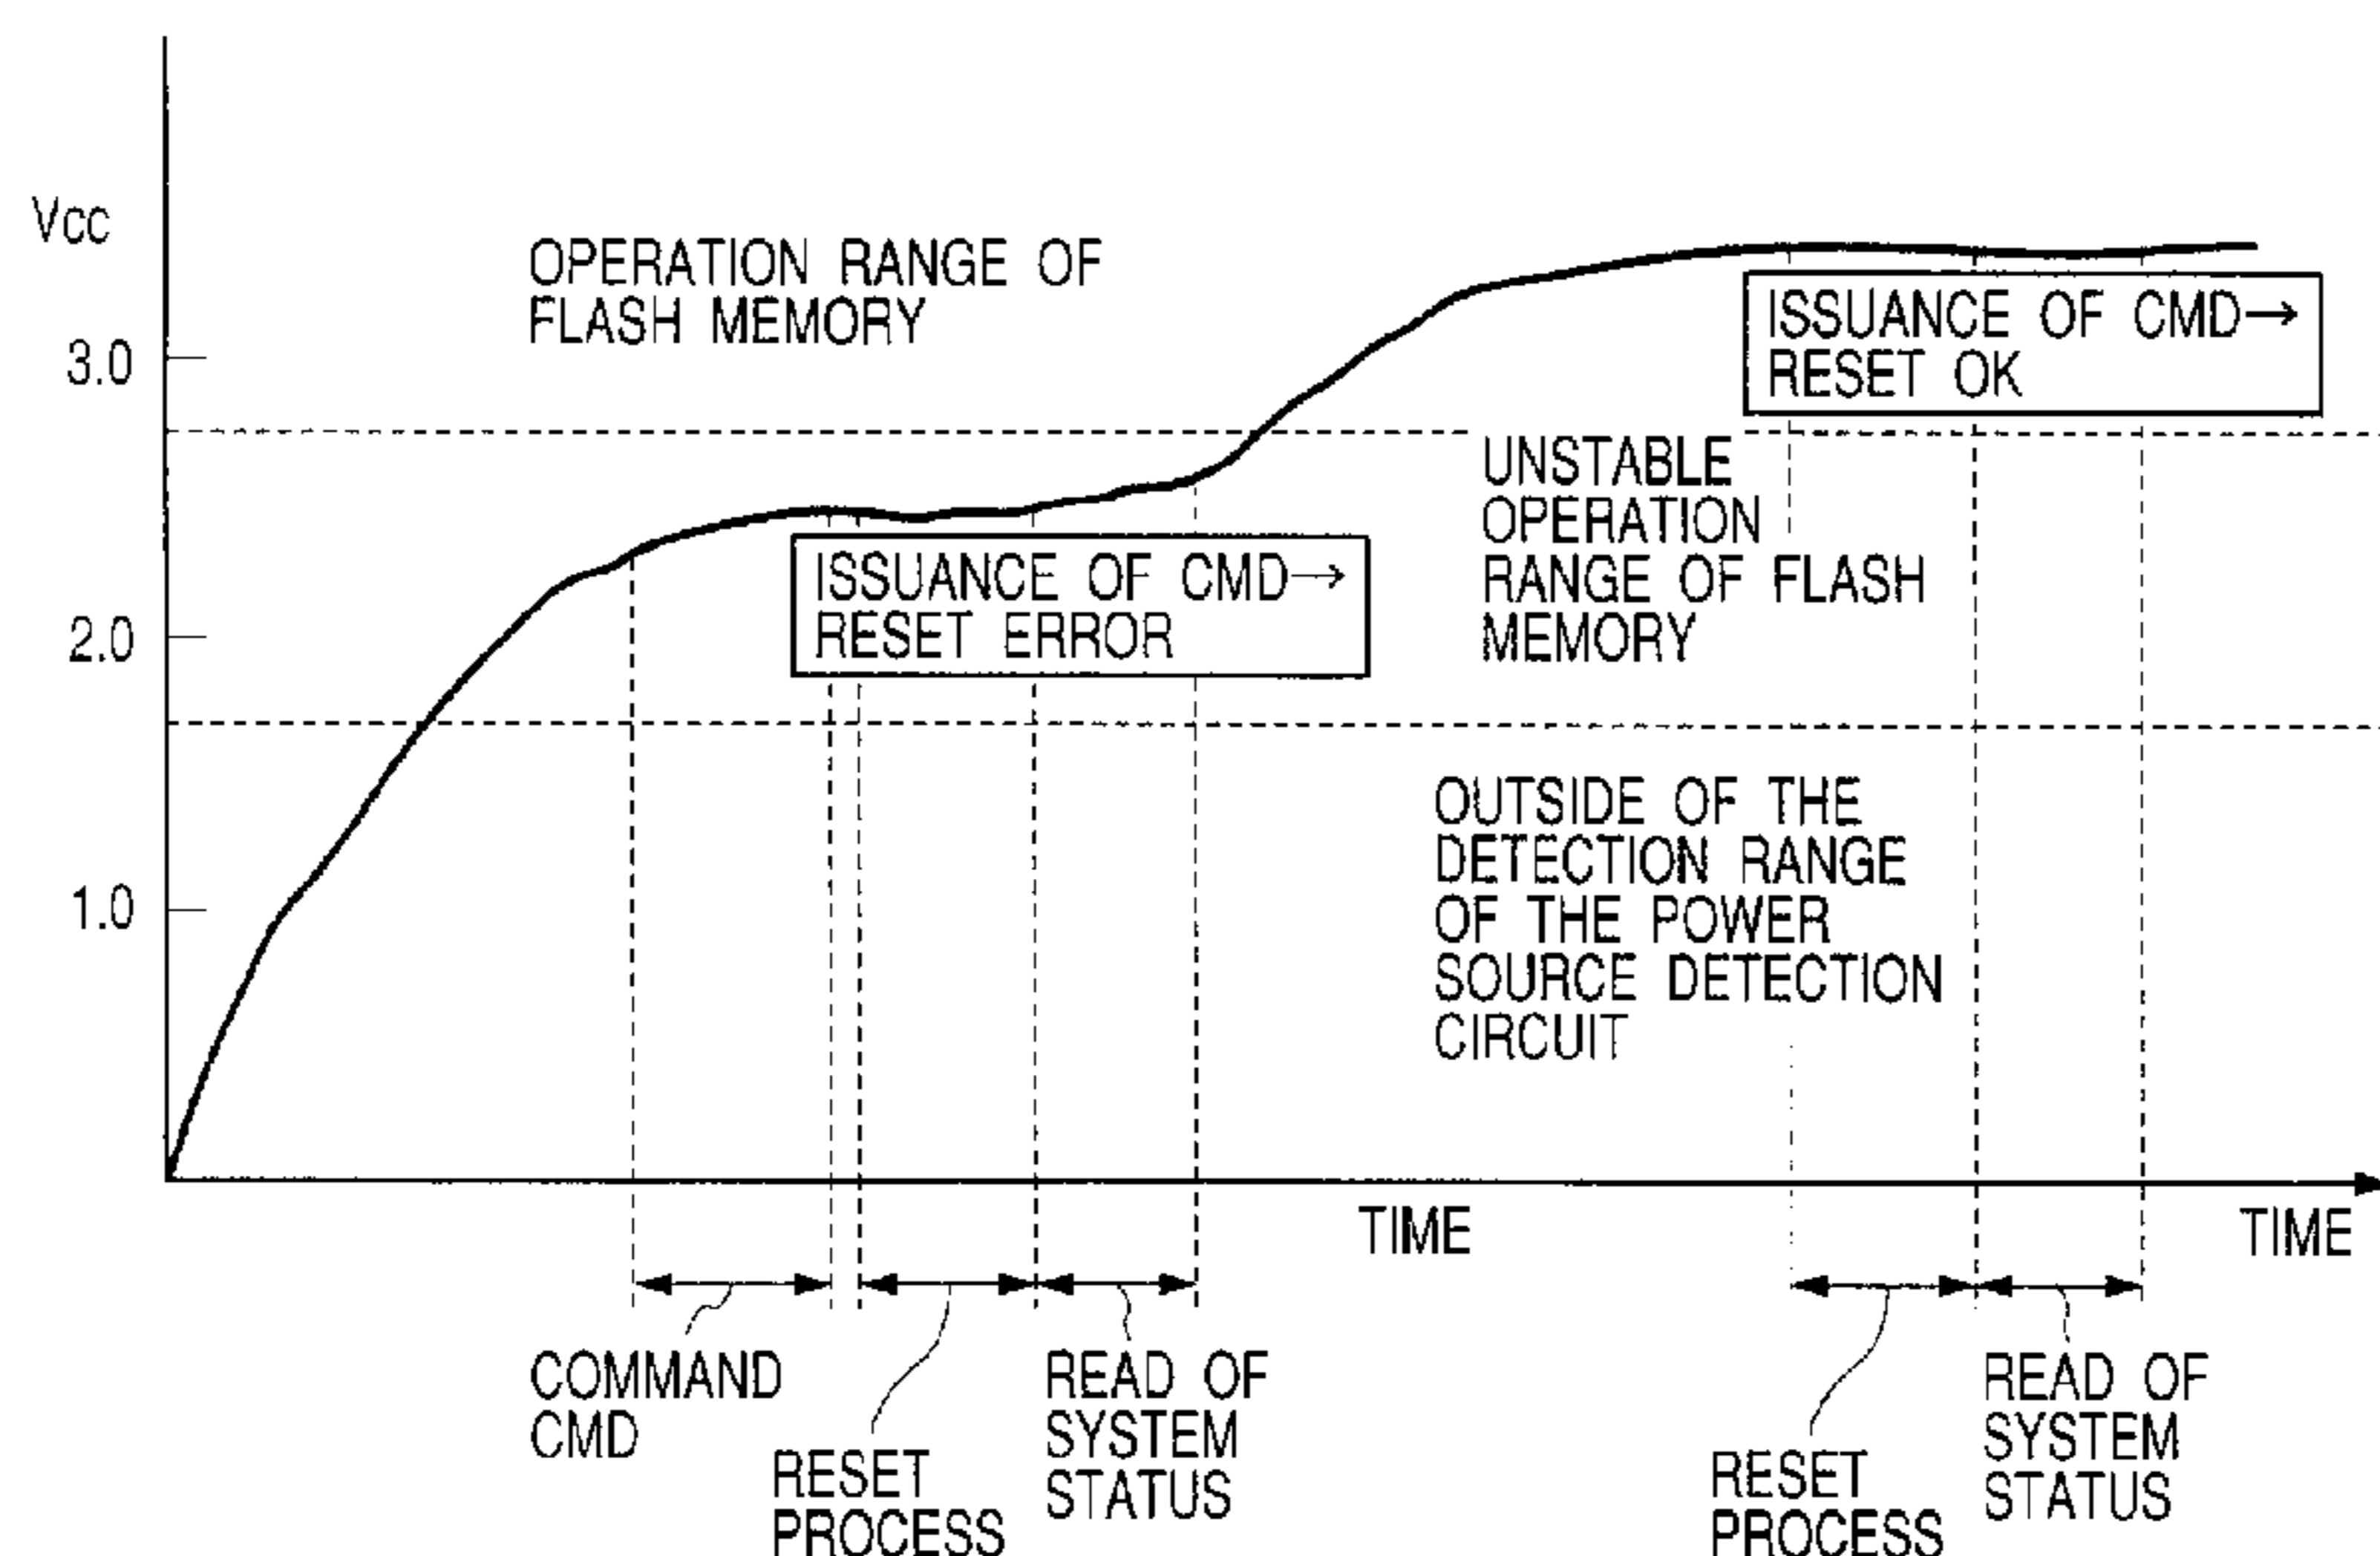 Vcc
OPERATION RANGE OF
FLASH MEMORY
3.0
ISSUANCE OF CMD→
RESET OK
UNSTABLE
OPERATION
RANGE OF FLASH
MEMORY
ISSUANCE OF CMD→
RESET ERROR
2.0
OUTSIDE OF THE
DETECTION RANGE
OF THE POWER
SOURCE DETECTION
CIRCUIT
1.0
TIME
TIME
COMMAND
CMD
RESET
PROCESS
READ OF
SYSTEM
STATUS
RESET
PROCESS
READ OF
SYSTEM
STATUS